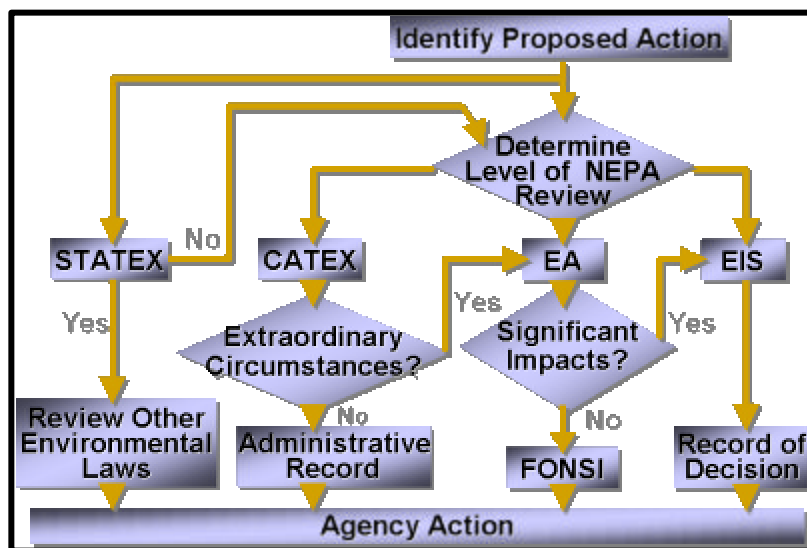 Identify Proposed Action
Determine
Level of NEPA
Review
No
STATEX
CATEX
EA
EIS
Yes
Yes
Yes
Extraordinary
Circumstances?
Significant
Impacts?
No
No
Review Other
Environmental
Laws
Administrative
Record
FONSI
Record of
Decision
Agency Action